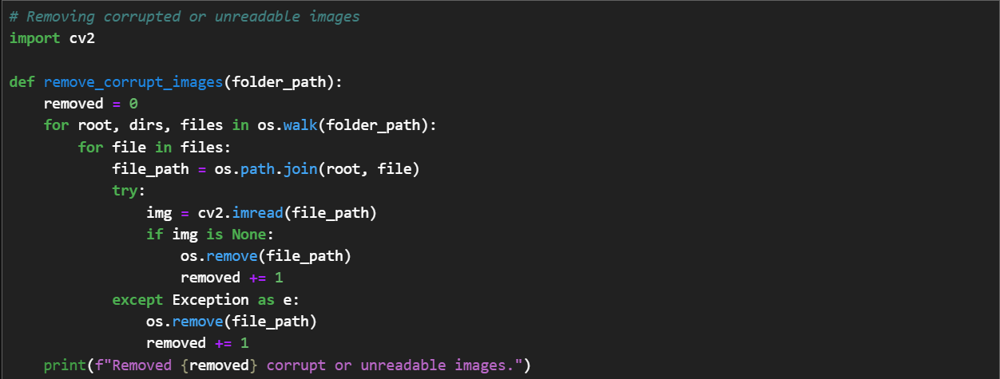 # Removing corrupted or unreadable images
import cv2

def remove_corrupt_images(folder_path):
    removed = 0
    for root, dirs, files in os.walk(folder_path):
        for file in files:
            file_path = os.path.join(root, file)
            try:
                img = cv2.imread(file_path)
                if img is None:
                    os.remove(file_path)
                    removed += 1
            except Exception as e:
                os.remove(file_path)
                removed += 1
    print(f"Removed {removed} corrupt or unreadable images.")